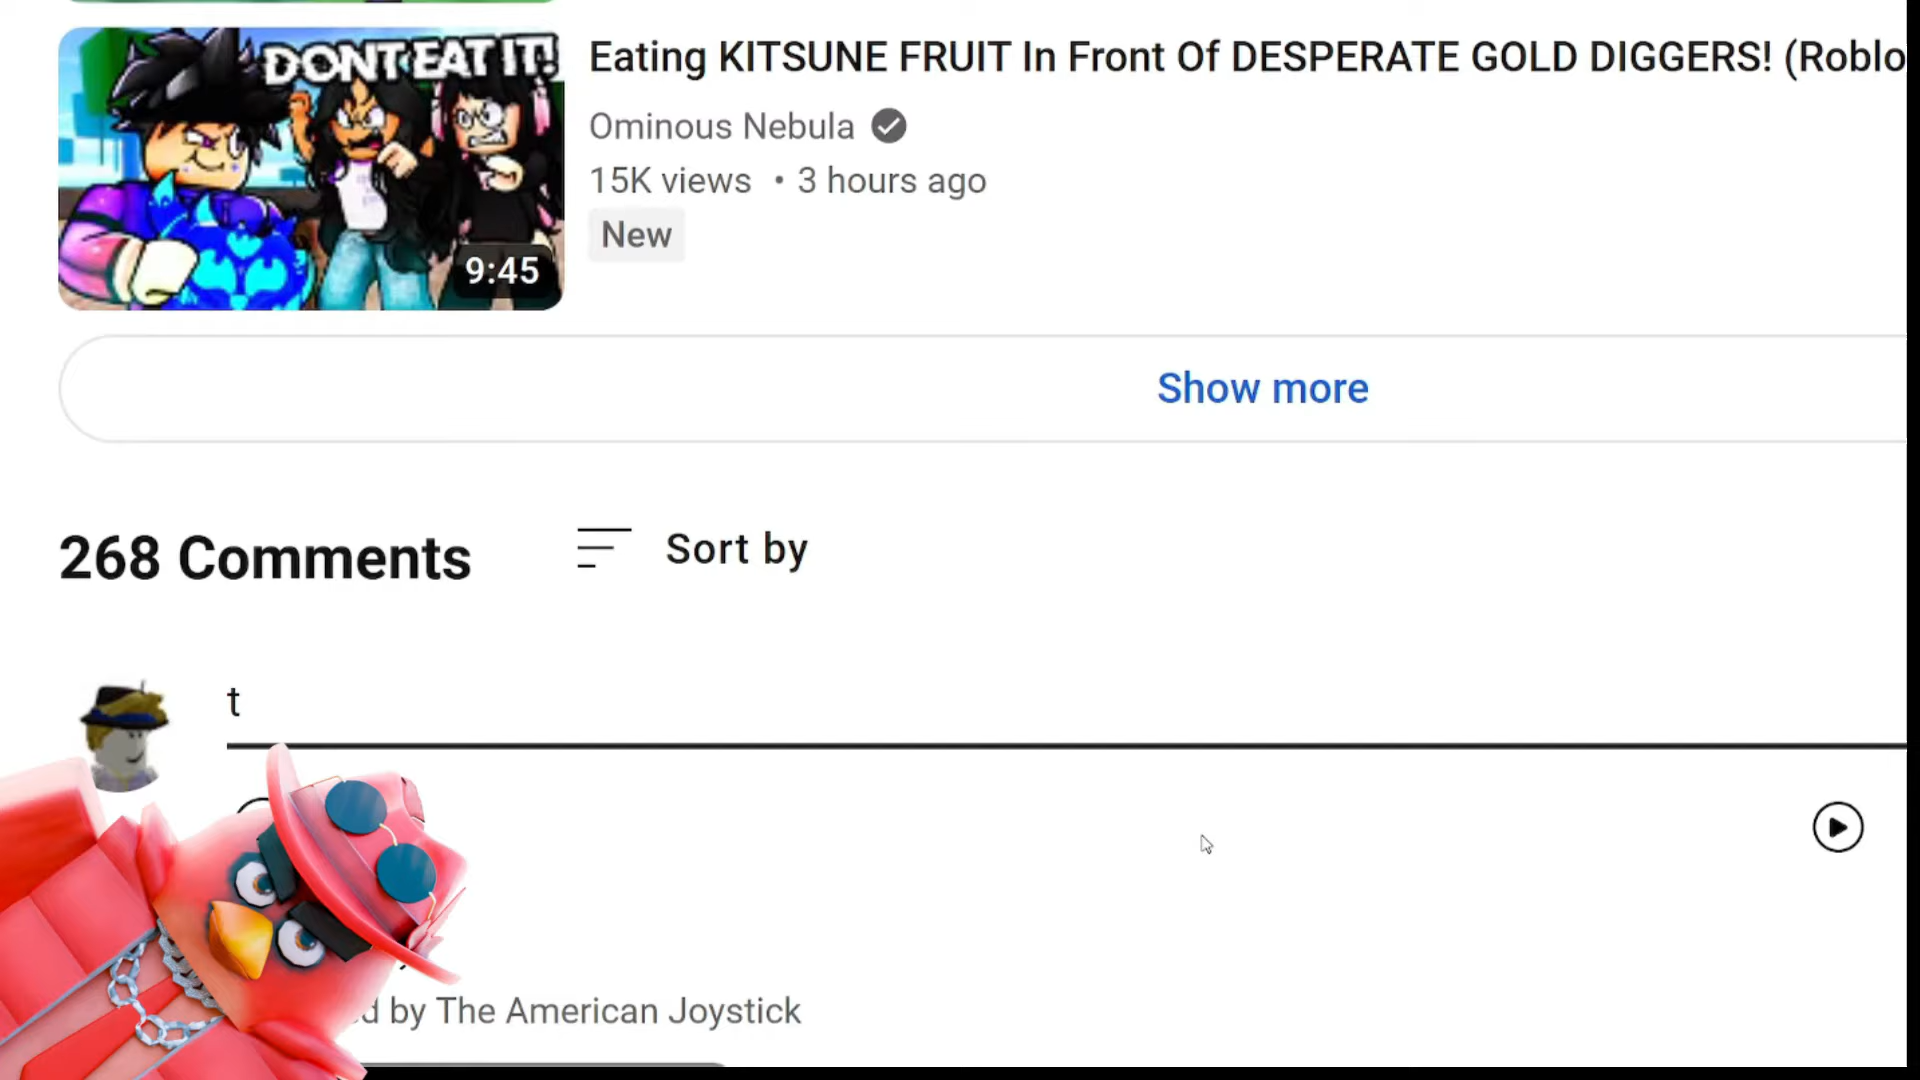 DONT EAT IT!
9:45
Eating KITSUNE FRUIT In Front Of DESPERATE GOLD DIGGERS! (Roblo
Ominous Nebula
15K views • 3 hours ago
New
Show more
268 Comments
Sort by
t
d by The American Joystick